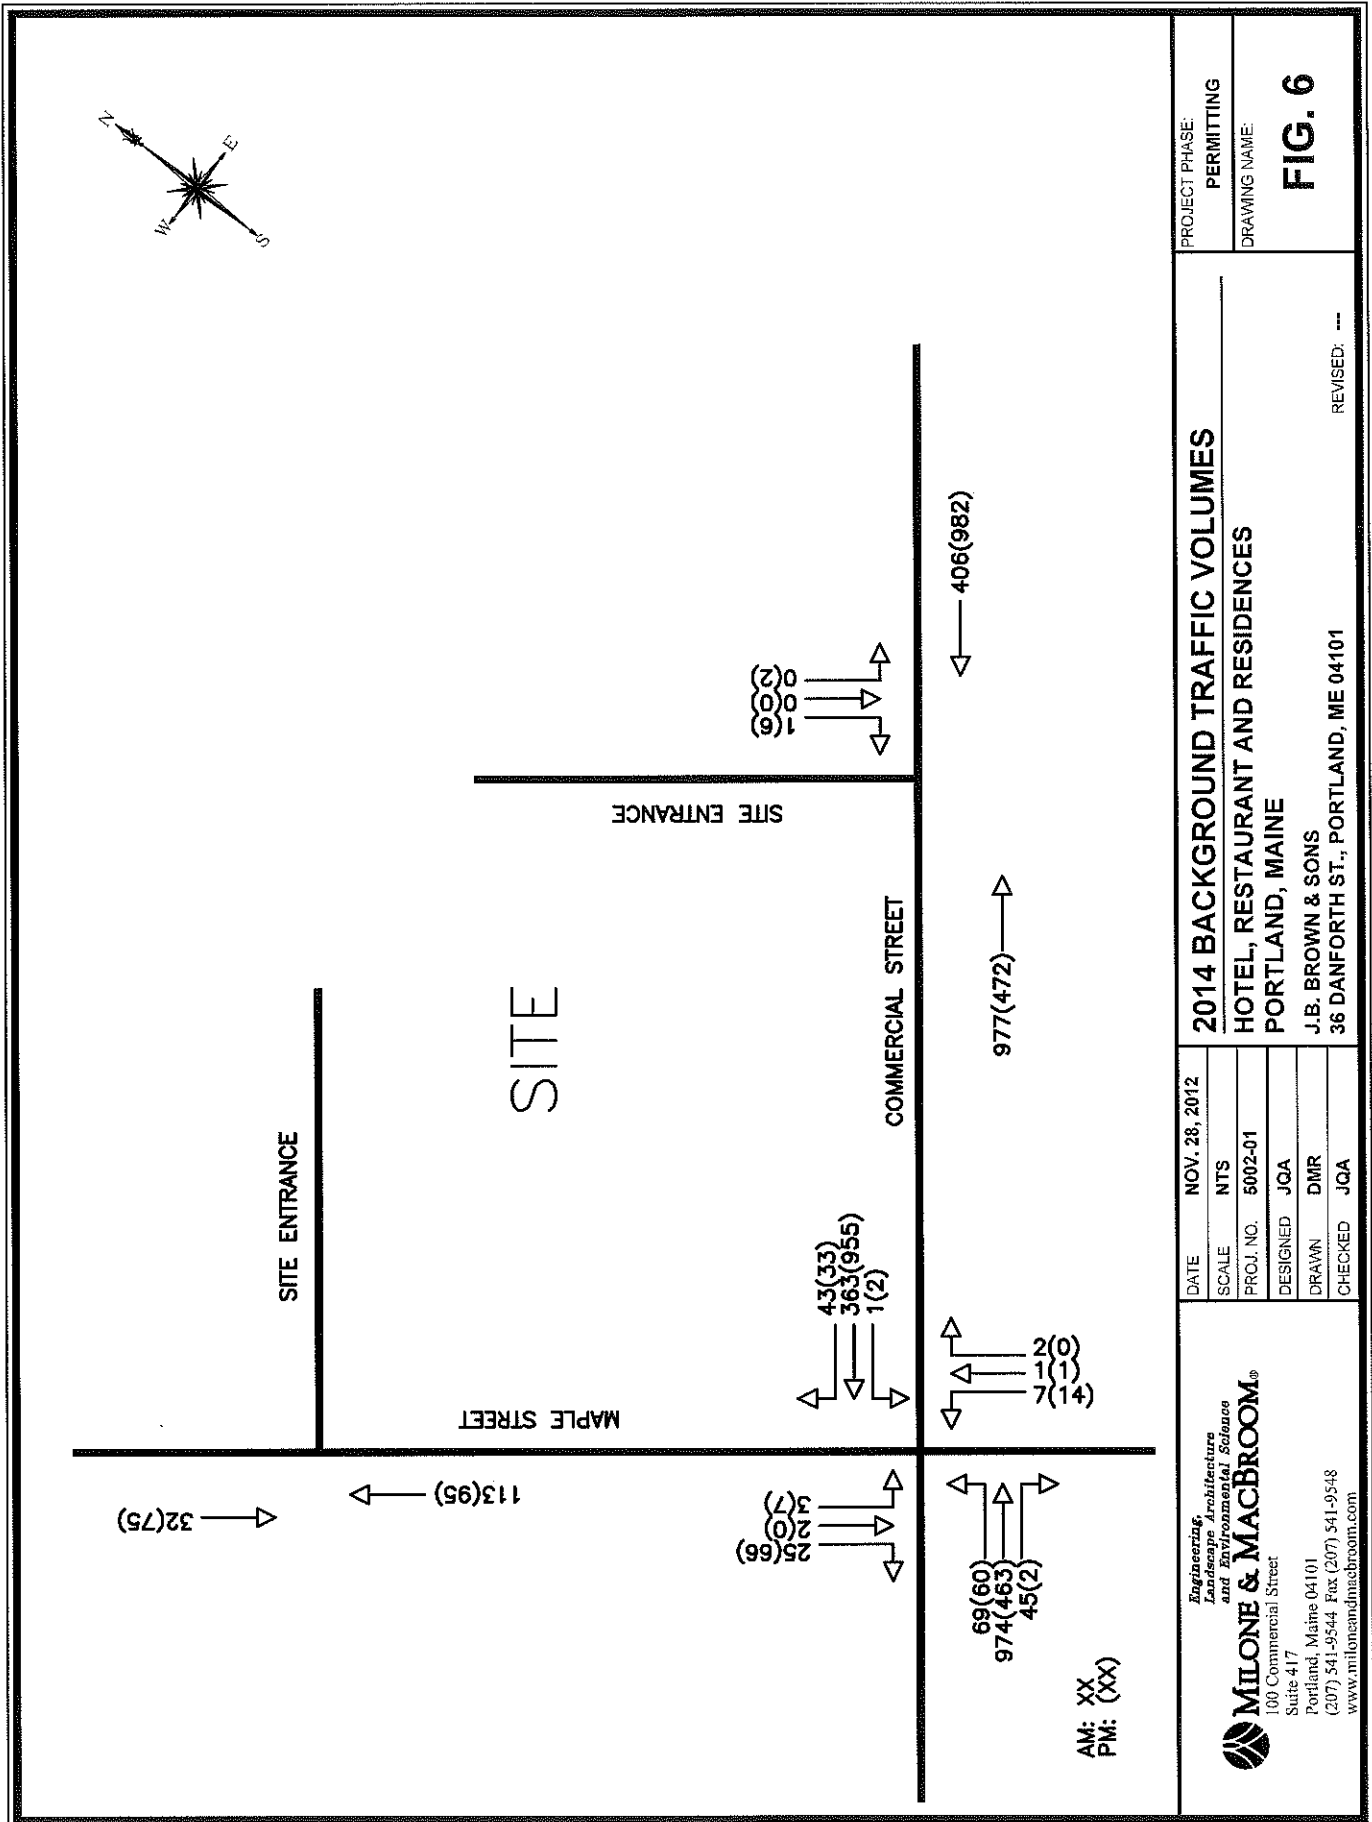 N
W
E
S
SITE ENTRANCE
32(75)
113(95)
MAPLE STREET
SITE
SITE ENTRANCE
1(6)
0(0)
0(2)
25(66)
2(0)
3(7)
43(33)
363(955)
1(2)
COMMERCIAL STREET
406(982)
977(472)
69(60)
974(463)
45(2)
2(0)
1(1)
7(14)
AM: XX
PM: (XX)
Engineering,
Landscape Architecture
and Environmental Science
MILONE & MACBROOM®
100 Commercial Street
Suite 417
Portland, Maine 04101
(207) 541-9544 Fax (207) 541-9548
www.miloneandmacbroom.com
DATE NOV. 28, 2012
SCALE NTS
PROJ. NO. 5002-01
DESIGNED JQA
DRAWN DMR
CHECKED JQA
2014 BACKGROUND TRAFFIC VOLUMES
HOTEL, RESTAURANT AND RESIDENCES
PORTLAND, MAINE
J.B. BROWN & SONS
36 DANFORTH ST., PORTLAND, ME 04101
REVISED: ---
PROJECT PHASE:
PERMITTING
DRAWING NAME:
FIG. 6